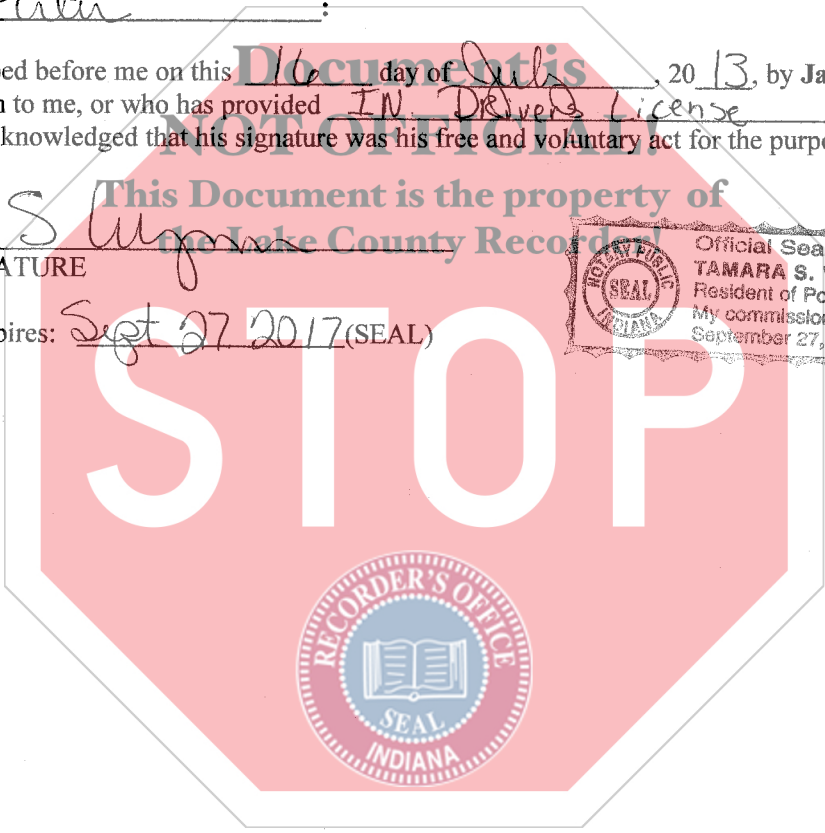 :
ed before me on this 16 day of July, 2013, by Ja
n to me, or who has provided IN Drivers License
knowledged that his signature was his free and voluntary act for the purpo
S
ATURE
pires: Sept 27 2017 (SEAL)
Document is
NOT OFFICIAL!
This Document is the property of
the Lake County Recorder!
NOTARY PUBLIC
SEAL
INDIANA
Official Sea
TAMARA S.
Resident of Po
My commission
September 27,
STOP
RECORDER'S OFFICE
SEAL
INDIANA